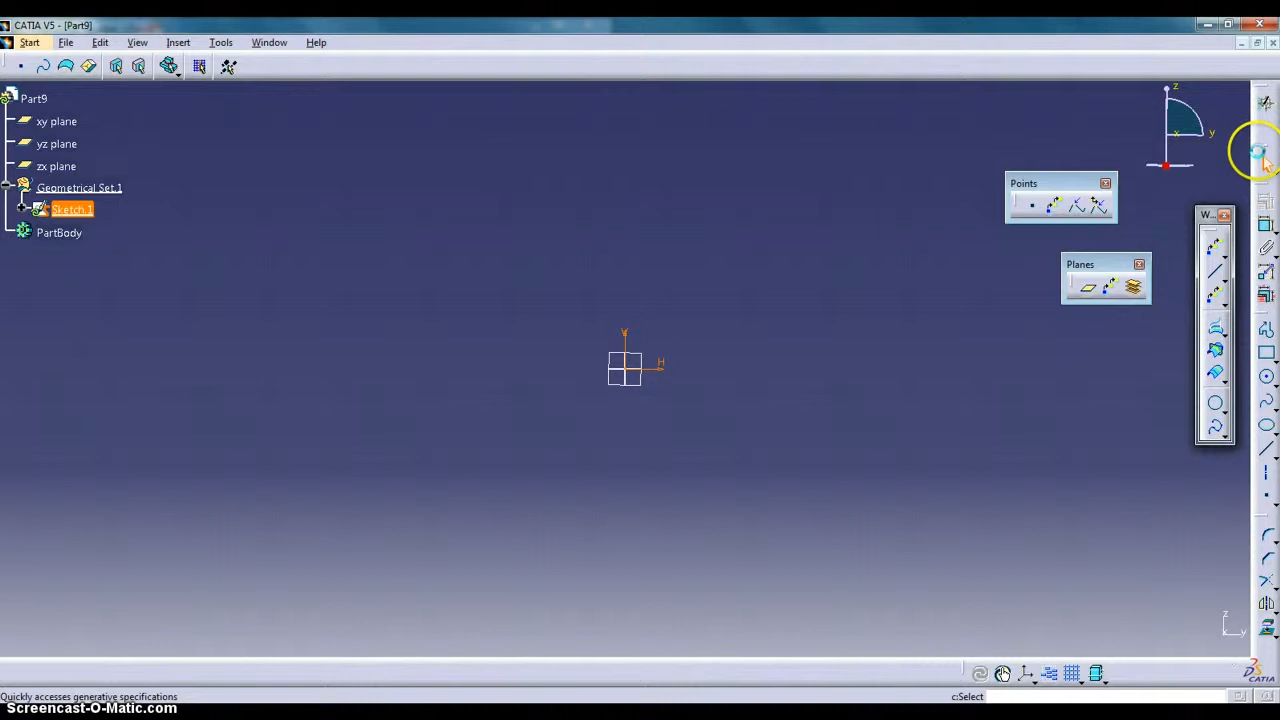 CATIA V5 - [Part9]
Start File Edit View Insert Tools Window Help
Part9
xy plane
yz plane
zx plane
Geometrical Set.1
Sketch.1
PartBody
z
x
y
Points
W...
Planes
V
H
z
x
y
CATIA
Quickly accesses generative specifications
c:Select
Screencast-O-Matic.com